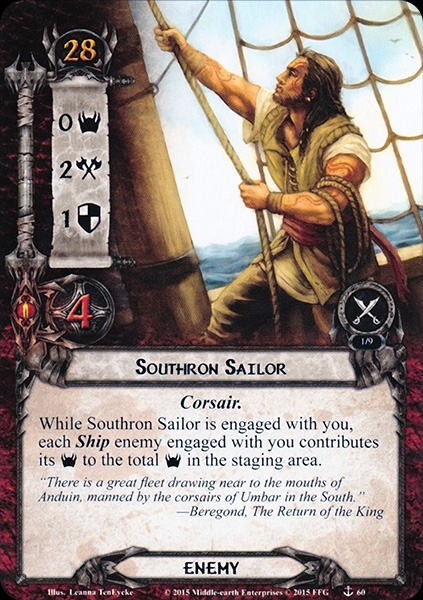 28
0
2
1
4
1/9
SOUTHRON SAILOR
Corsair.
While Southron Sailor is engaged with you,
each Ship enemy engaged with you contributes
its to the total in the staging area.
“There is a great fleet drawing near to the mouths of
Anduin, manned by the corsairs of Umbar in the South.”
—Beregond, The Return of the King
ENEMY
Illus. Leanna TenEycke © 2015 Middle-earth Enterprises © 2015 FFG 60